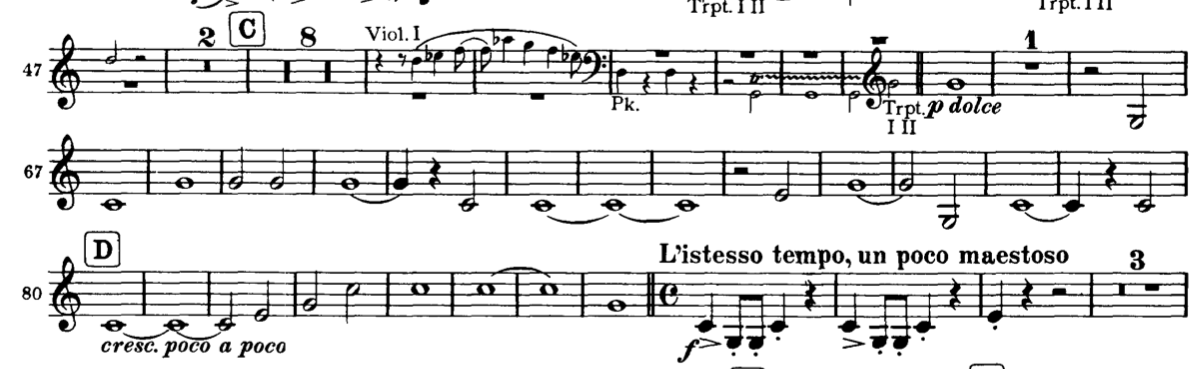 Trpt. I II Trpt. I II
2 C 8 Viol. I 1
47
Pk. Trpt. p dolce
I II
67
D L'istesso tempo, un poco maestoso 3
80
cresc. poco a poco f